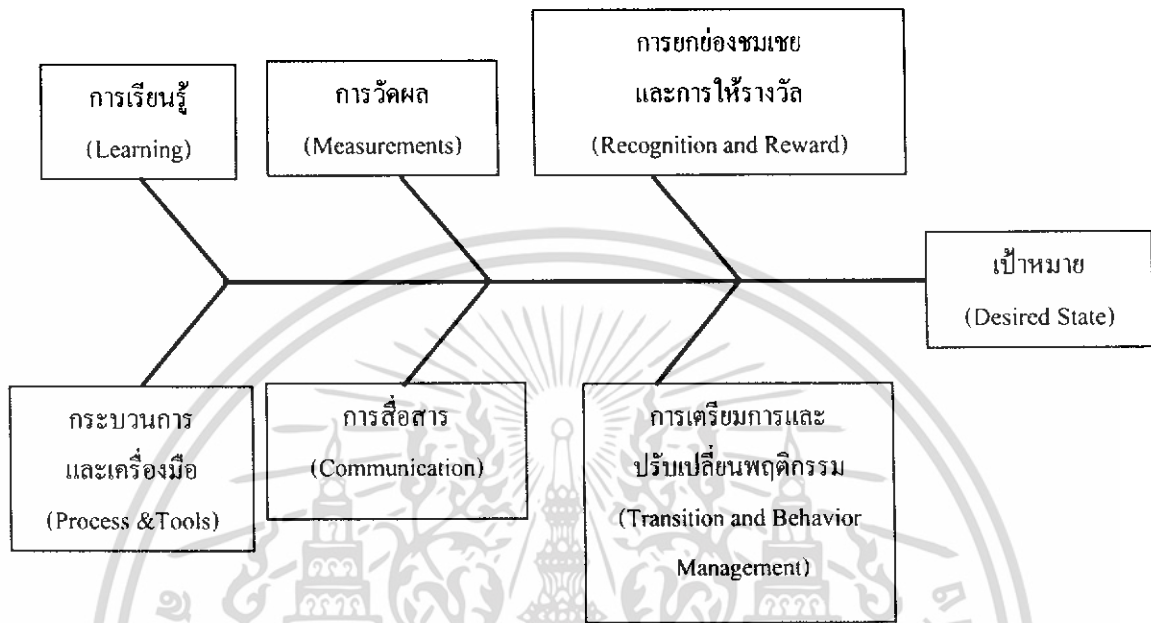 การเรียนรู้
(Learning)
การวัดผล
(Measurements)
การยกย่องชมเชย
และการให้รางวัล
(Recognition and Reward)
เป้าหมาย
(Desired State)
กระบวนการ
และเครื่องมือ
(Process &Tools)
การสื่อสาร
(Communication)
การเตรียมการและ
ปรับเปลี่ยนพฤติกรรม
(Transition and Behavior
Management)